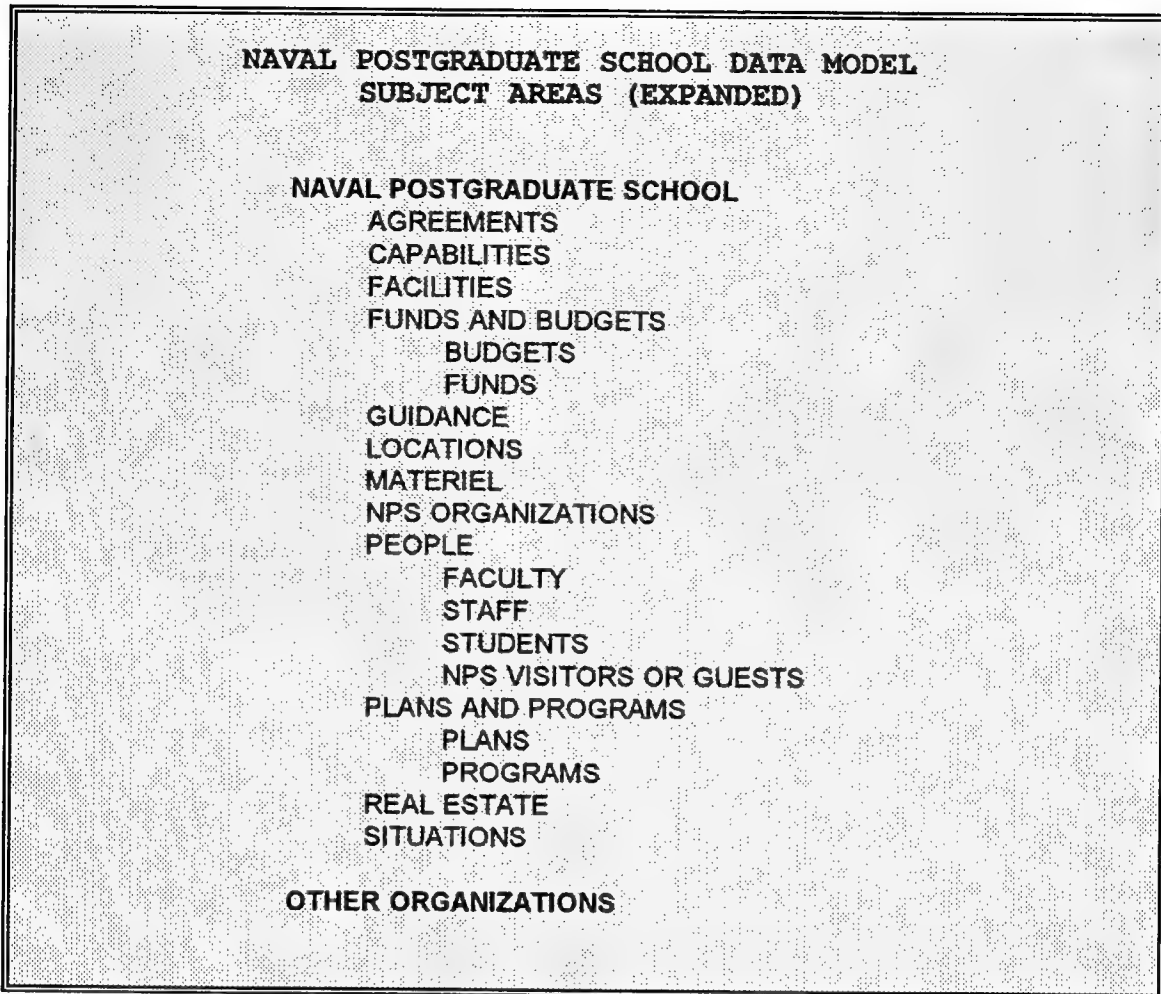 NAVAL POSTGRADUATE SCHOOL DATA MODEL
SUBJECT AREAS (EXPANDED)
NAVAL POSTGRADUATE SCHOOL
AGREEMENTS
CAPABILITIES
FACILITIES
FUNDS AND BUDGETS
BUDGETS
FUNDS
GUIDANCE
LOCATIONS
MATERIEL
NPS ORGANIZATIONS
PEOPLE
FACULTY
STAFF
STUDENTS
NPS VISITORS OR GUESTS
PLANS AND PROGRAMS
PLANS
PROGRAMS
REAL ESTATE
SITUATIONS
OTHER ORGANIZATIONS